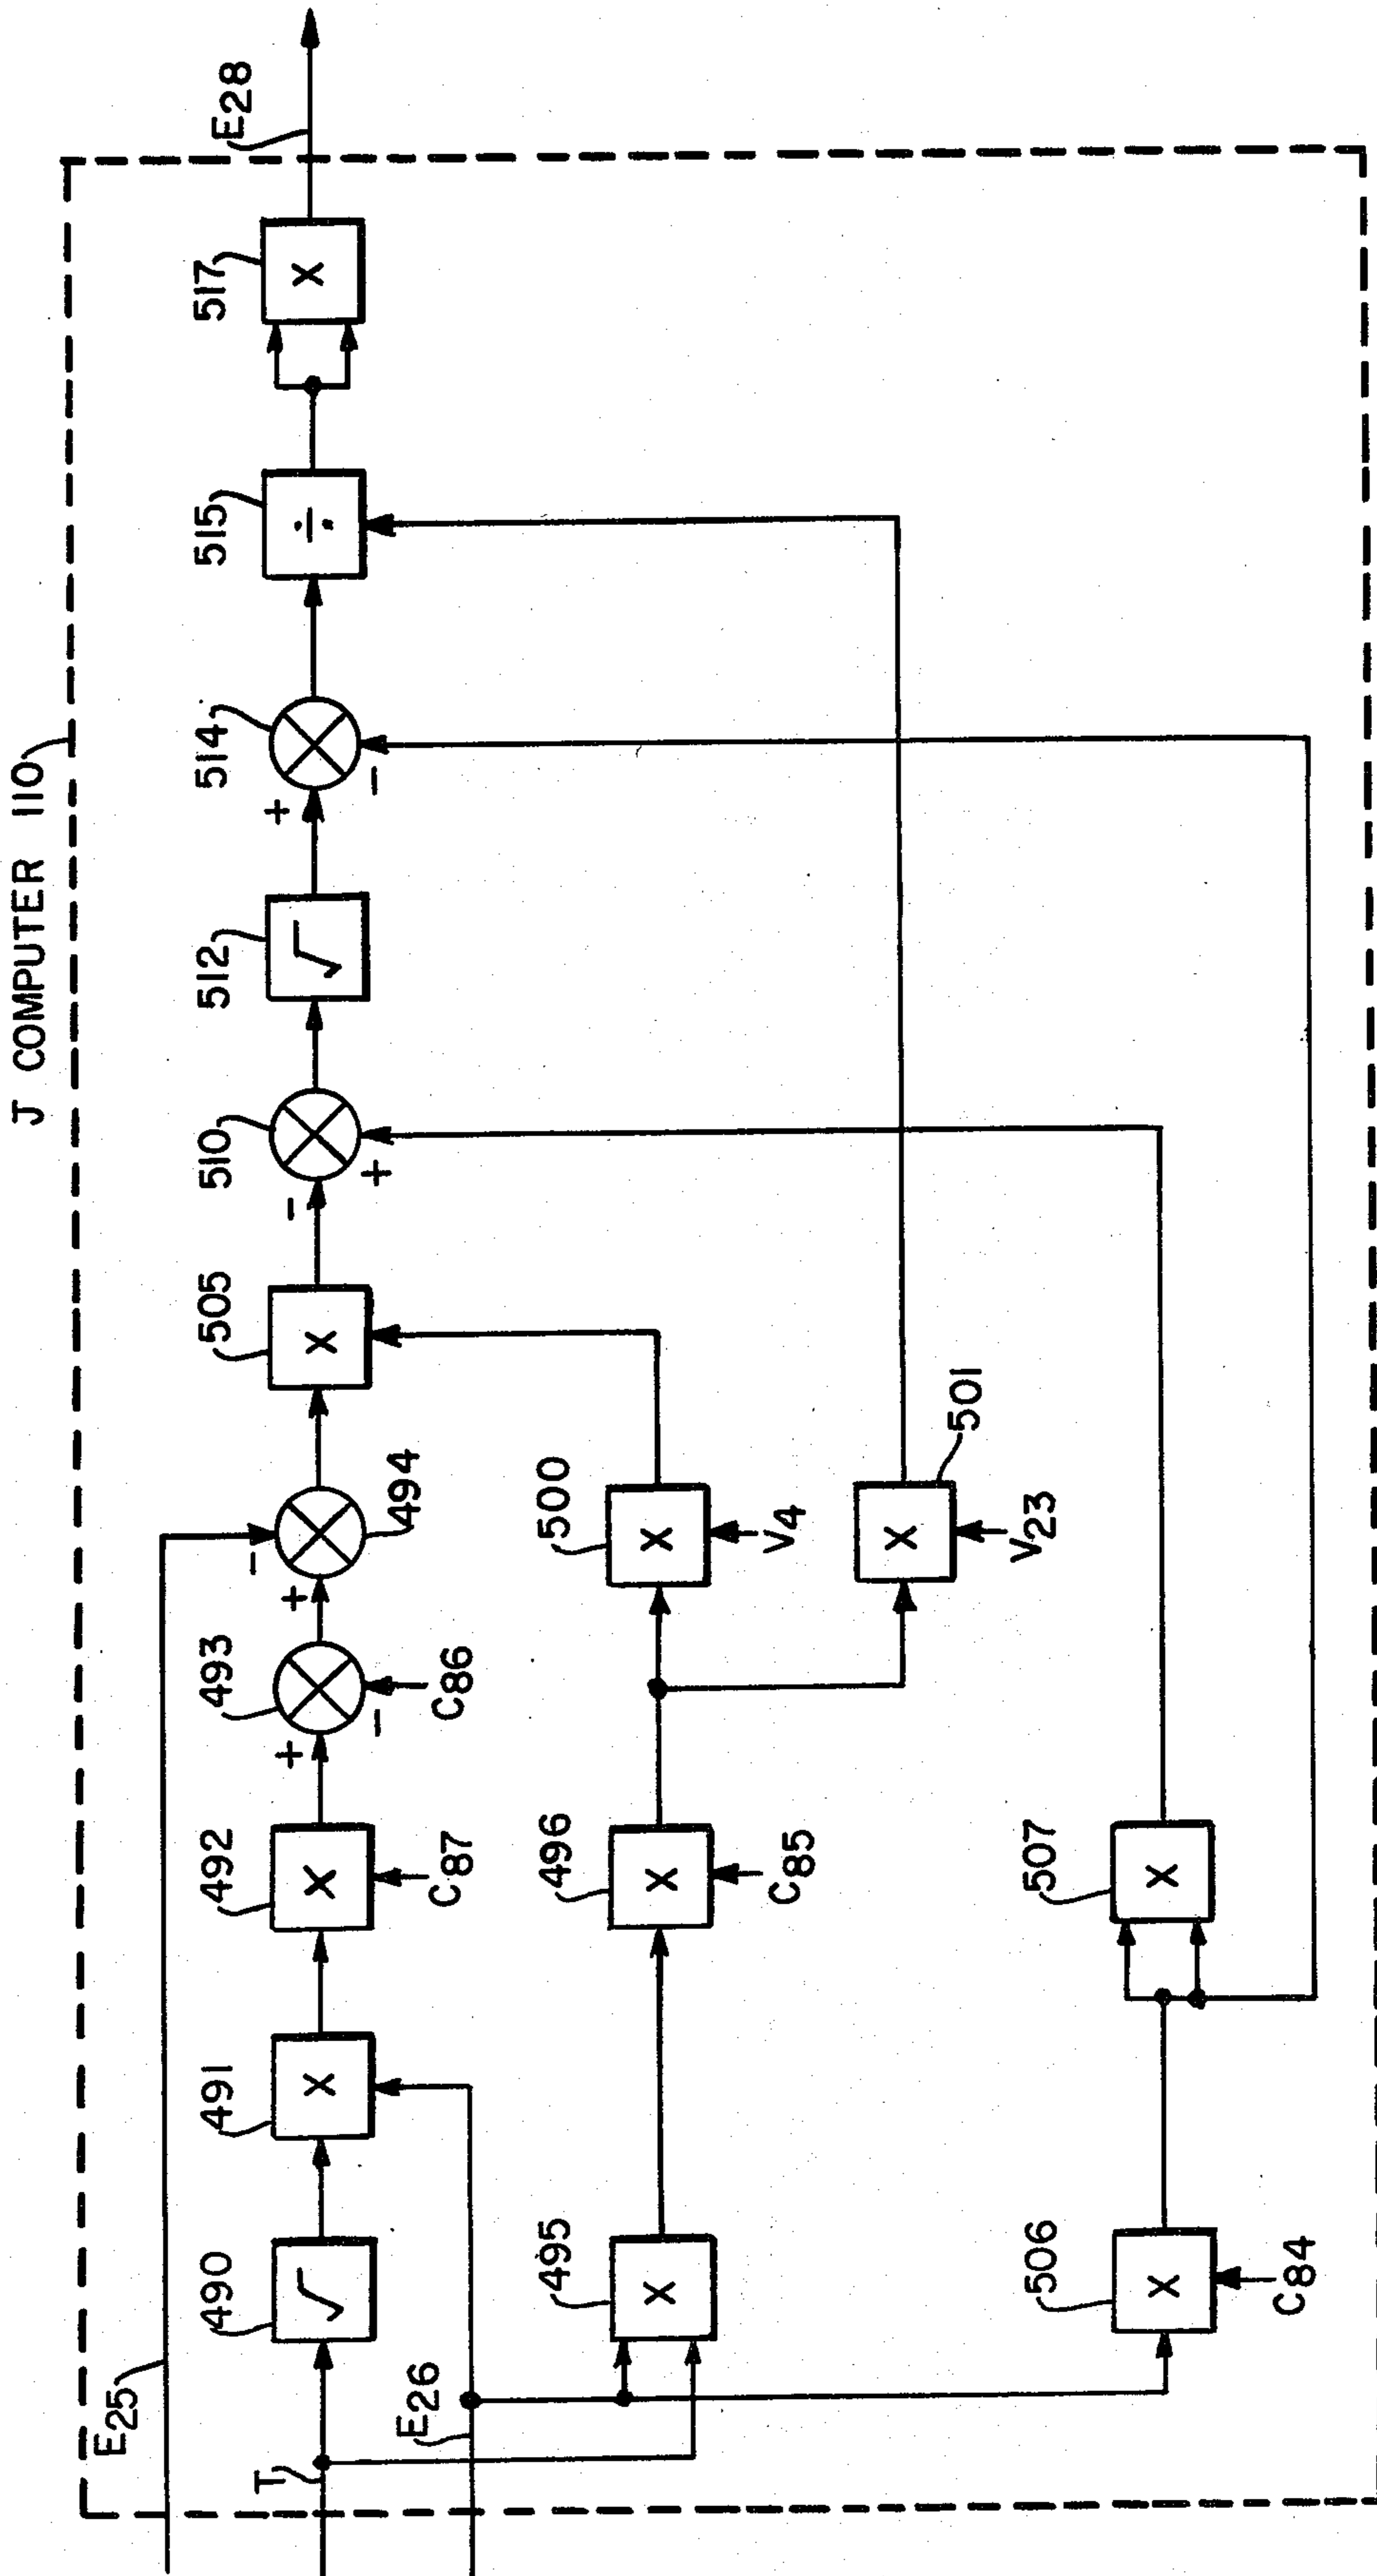 J COMPUTER 110
E25
T
E26
490
√
491
X
492
X
C87
493
+
-
C86
494
-
+
505
X
510
-
+
512
√
514
+
-
515
÷
517
X
E28
495
X
496
X
C85
500
X
V4
501
X
V23
506
X
C84
507
X